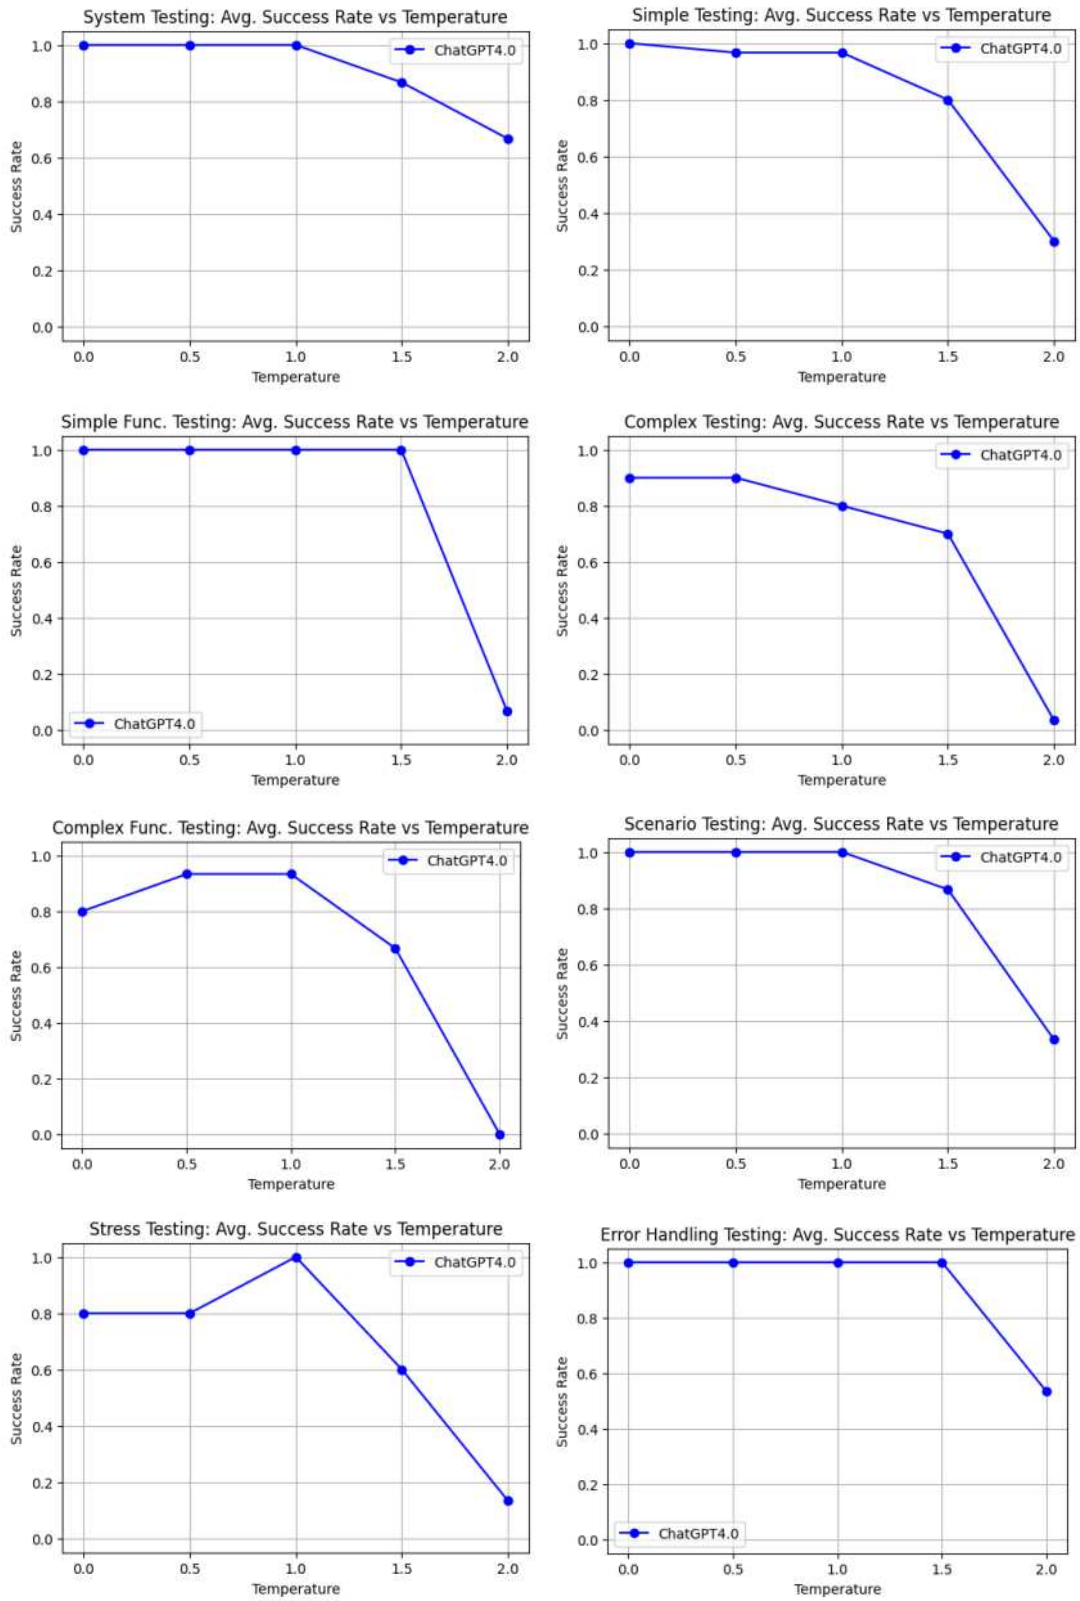 System Testing: Avg. Success Rate vs Temperature
ChatGPT4.0
1.0
0.8
0.6
0.4
0.2
0.0
Success Rate
0.0 0.5 1.0 1.5 2.0
Temperature
Simple Testing: Avg. Success Rate vs Temperature
ChatGPT4.0
1.0
0.8
0.6
0.4
0.2
0.0
Success Rate
0.0 0.5 1.0 1.5 2.0
Temperature
Simple Func. Testing: Avg. Success Rate vs Temperature
1.0
0.8
0.6
0.4
0.2
0.0
Success Rate
ChatGPT4.0
0.0 0.5 1.0 1.5 2.0
Temperature
Complex Testing: Avg. Success Rate vs Temperature
ChatGPT4.0
1.0
0.8
0.6
0.4
0.2
0.0
Success Rate
0.0 0.5 1.0 1.5 2.0
Temperature
Complex Func. Testing: Avg. Success Rate vs Temperature
ChatGPT4.0
1.0
0.8
0.6
0.4
0.2
0.0
Success Rate
0.0 0.5 1.0 1.5 2.0
Temperature
Scenario Testing: Avg. Success Rate vs Temperature
ChatGPT4.0
1.0
0.8
0.6
0.4
0.2
0.0
Success Rate
0.0 0.5 1.0 1.5 2.0
Temperature
Stress Testing: Avg. Success Rate vs Temperature
ChatGPT4.0
1.0
0.8
0.6
0.4
0.2
0.0
Success Rate
0.0 0.5 1.0 1.5 2.0
Temperature
Error Handling Testing: Avg. Success Rate vs Temperature
1.0
0.8
0.6
0.4
0.2
0.0
Success Rate
ChatGPT4.0
0.0 0.5 1.0 1.5 2.0
Temperature